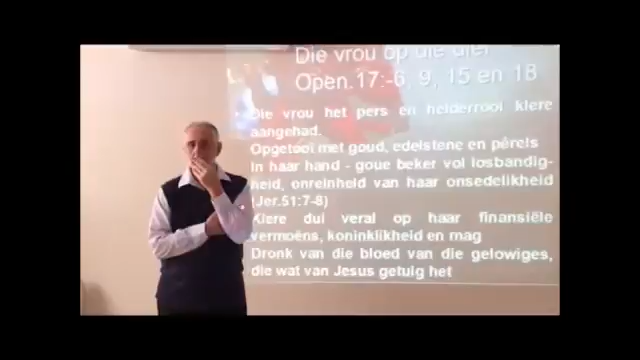 Die vrou op die dier
Open.17:-6, 9, 15 en 18
• Die vrou het pers en helderrooi klere
aangehad.
Opgetooi met goud, edelstene en pêrels
In haar hand - goue beker vol losbandig-
heid, onreinheid van haar onsedelikheid
(Jer.51:7-8)
Klere dui veral op haar finansiële
vermoëns, koninklikheid en mag
Dronk van die bloed van die gelowiges,
die wat van Jesus getuig het